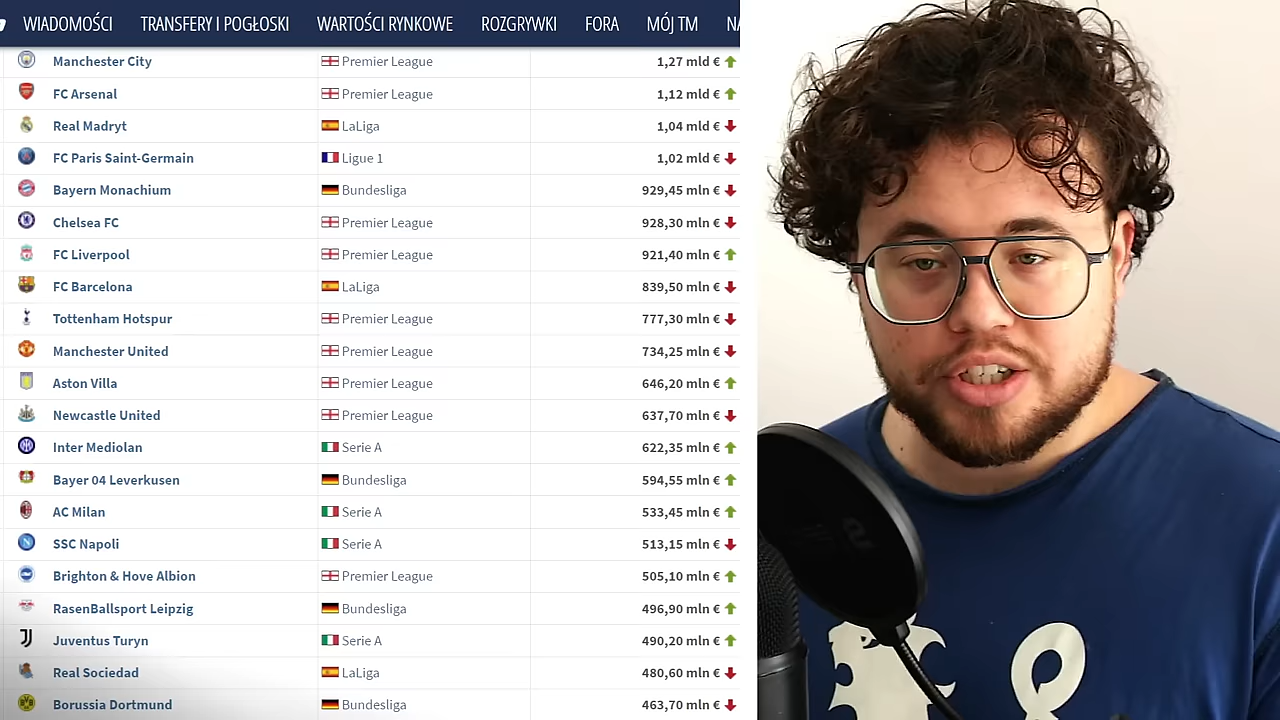 WIADOMOŚCI TRANSFERY I POGŁOSKI WARTOŚCI RYNKOWE ROZGRYWKI FORA MÓJ TM
Manchester City Premier League 1,27 mld €
FC Arsenal Premier League 1,12 mld €
Real Madryt LaLiga 1,04 mld €
FC Paris Saint-Germain Ligue 1 1,02 mld €
Bayern Monachium Bundesliga 929,45 mln €
Chelsea FC Premier League 928,30 mln €
FC Liverpool Premier League 921,40 mln €
FC Barcelona LaLiga 839,50 mln €
Tottenham Hotspur Premier League 777,30 mln €
Manchester United Premier League 734,25 mln €
Aston Villa Premier League 646,20 mln €
Newcastle United Premier League 637,70 mln €
Inter Mediolan Serie A 622,35 mln €
Bayer 04 Leverkusen Bundesliga 594,55 mln €
AC Milan Serie A 533,45 mln €
SSC Napoli Serie A 513,15 mln €
Brighton & Hove Albion Premier League 505,10 mln €
RasenBallsport Leipzig Bundesliga 496,90 mln €
Juventus Turyn Serie A 490,20 mln €
Real Sociedad LaLiga 480,60 mln €
Borussia Dortmund Bundesliga 463,70 mln €